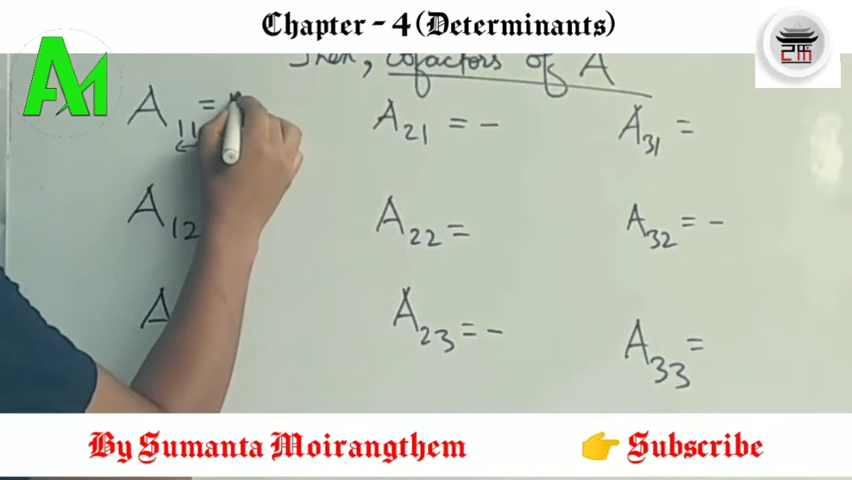 Chapter - 4 (Determinants)
Then, cofactors of A
A11 = A21 = - A31 =
A12 A22 = A32 = -
A A23 = - A33 =
By Sumanta Moirangthem 👉 Subscribe